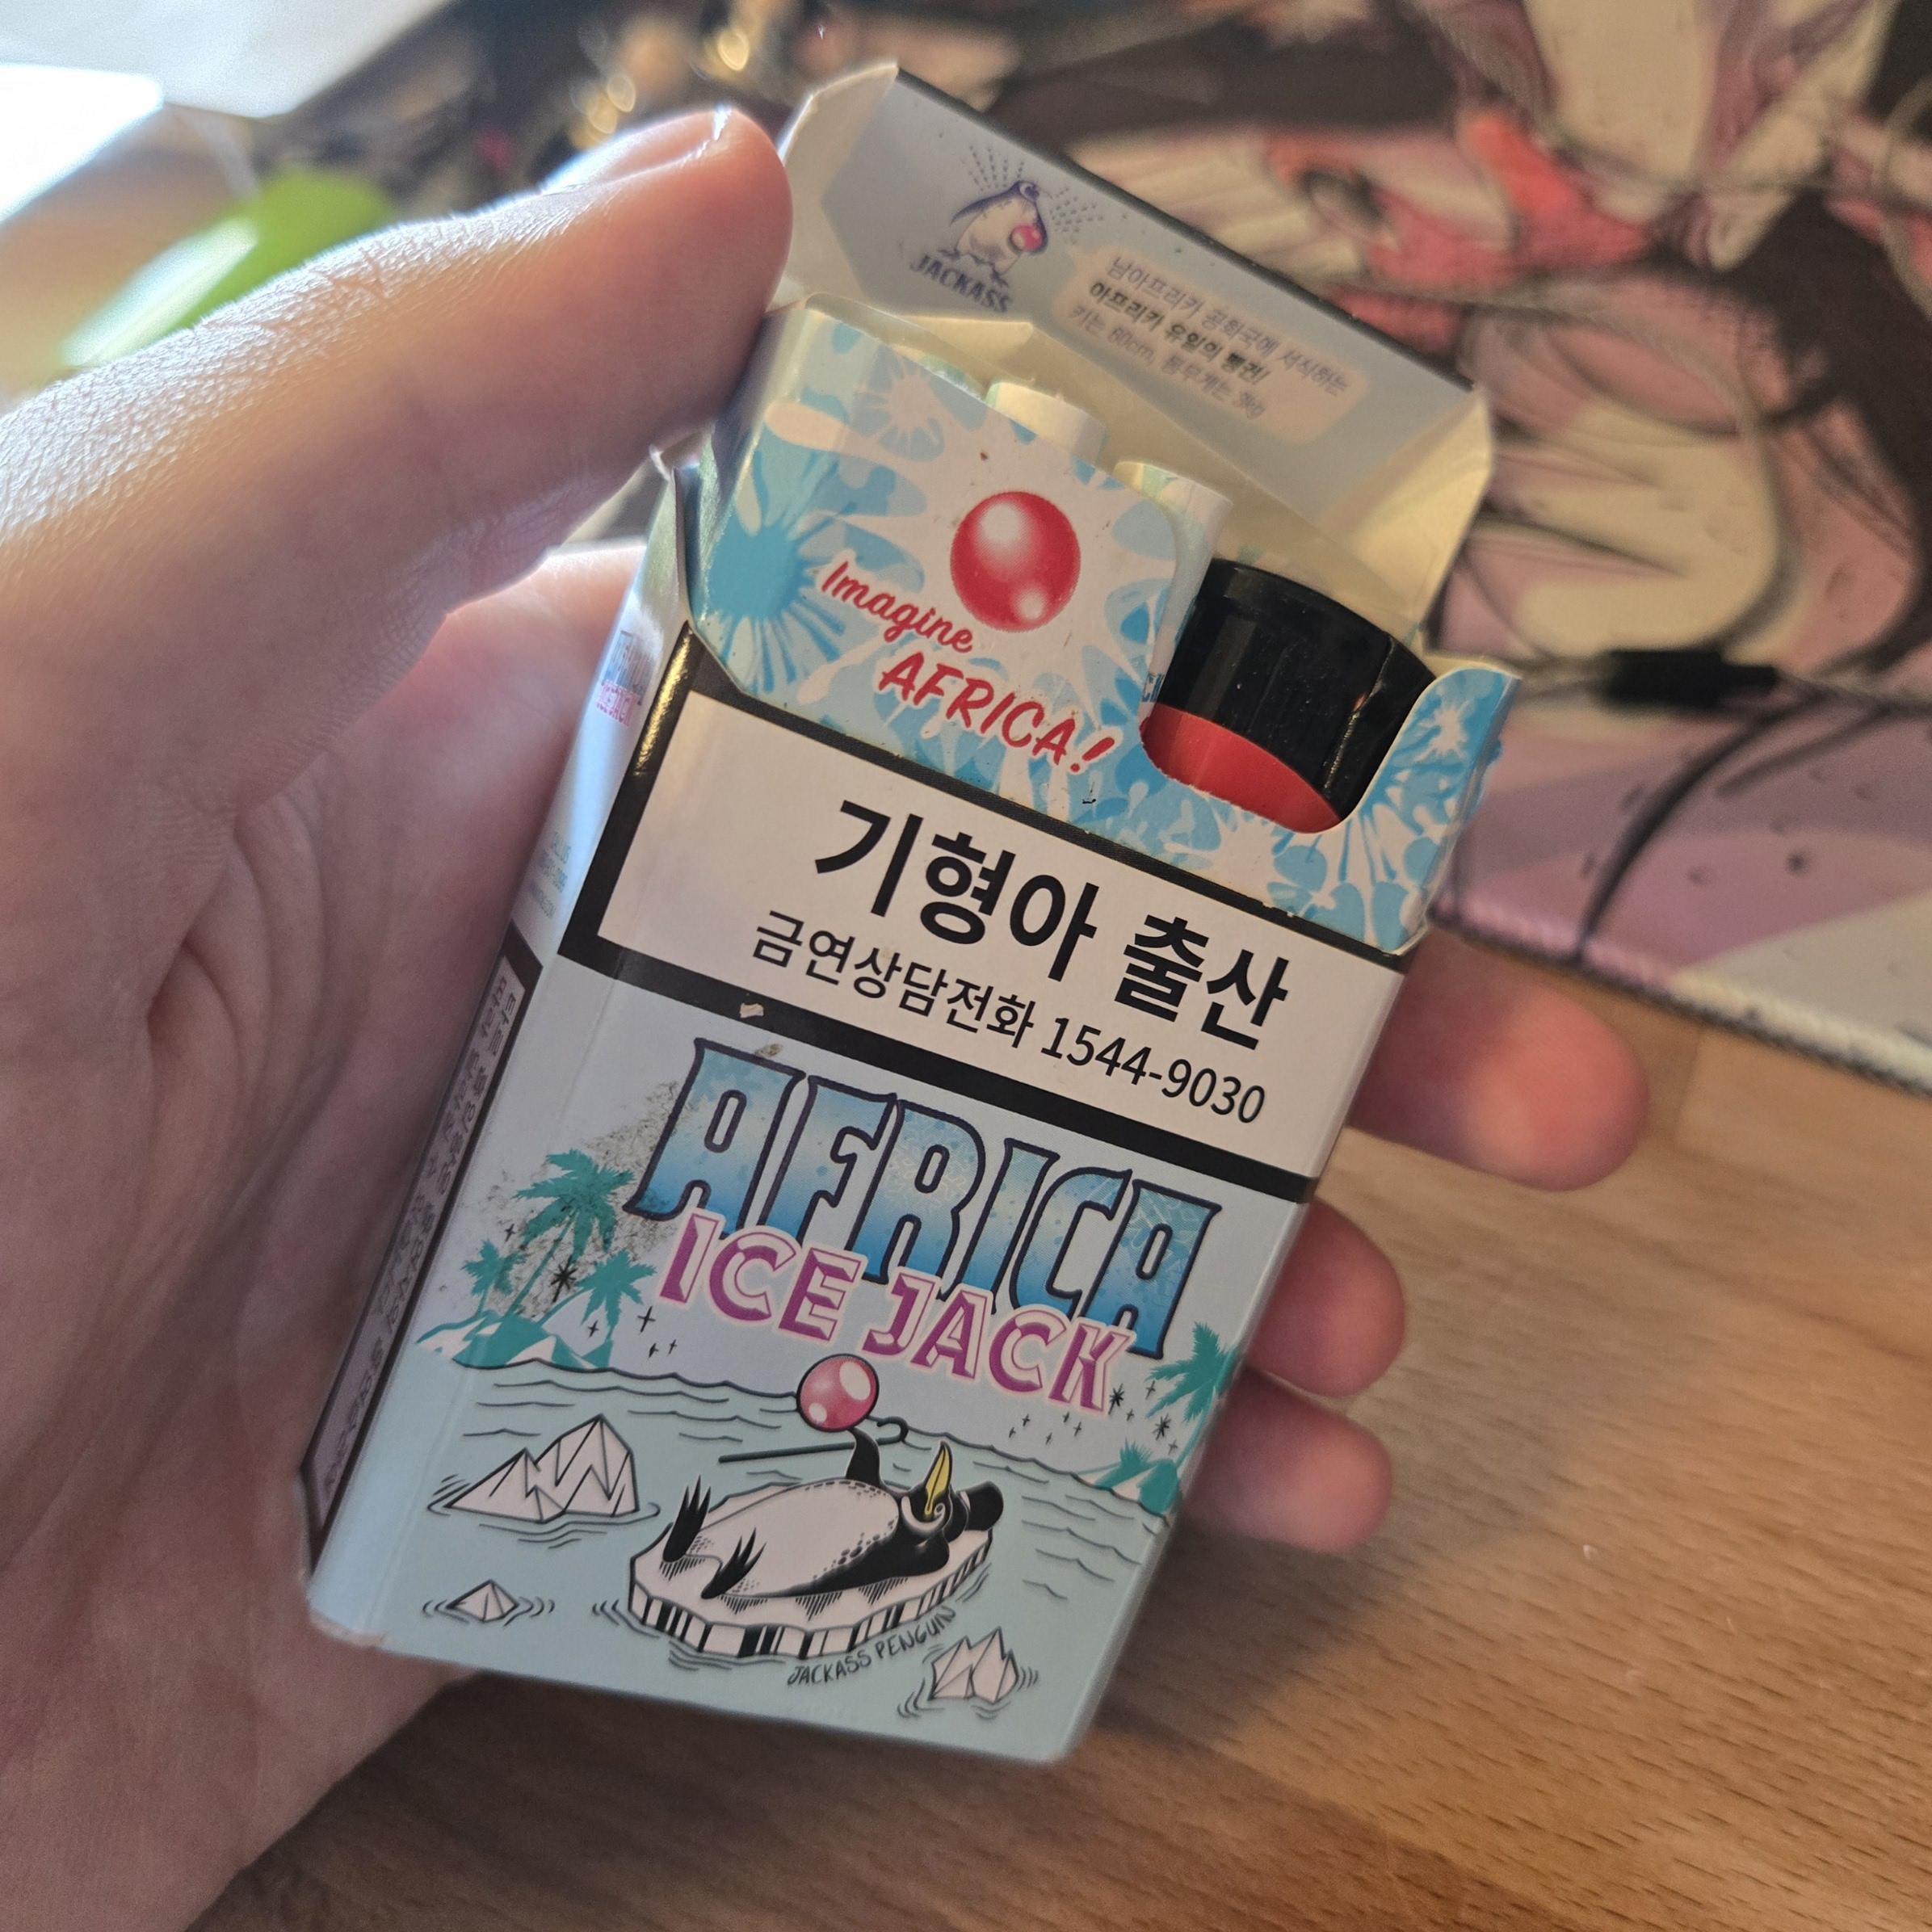 JACKASS
남아프리카 공화국에 서식하는
아프리카 유일의 펭귄!
키는 60cm, 몸무게는 3kg
Imagine
AFRICA!
기형아 출산
금연상담전화 1544-9030
AFRICA
ICE JACK
JACKASS PENGUIN